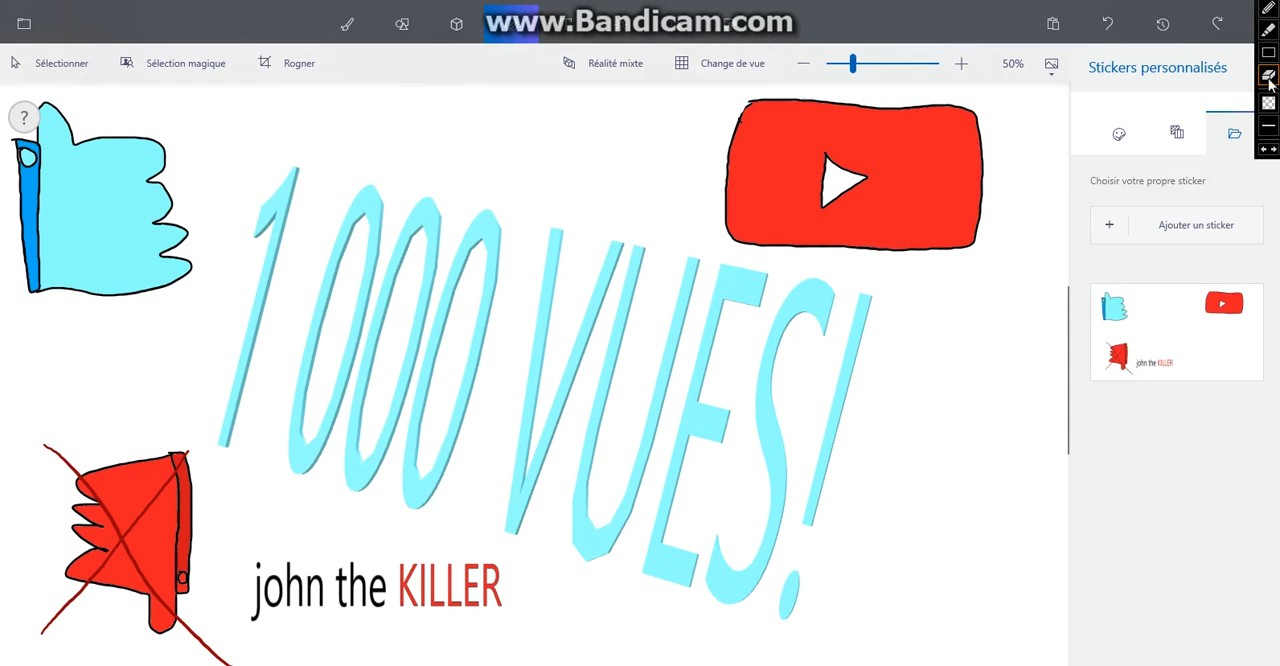 www.Bandicam.com
Sélectionner
Sélection magique
Rogner
Réalité mixte
Change de vue
50%
Stickers personnalisés
?
Choisir votre propre sticker
+ Ajouter un sticker
1 000 VUES!
john the KILLER
john the KILLER